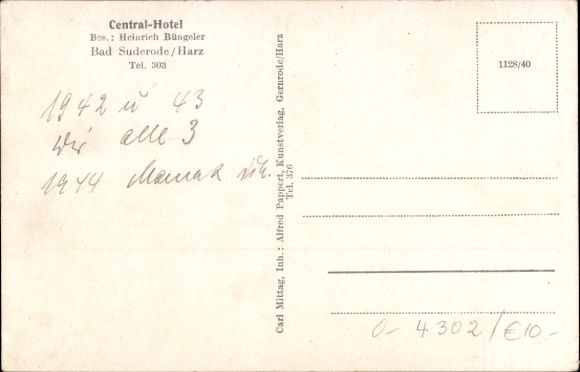 Central-Hotel
Bes.: Heinrich Büngeler
Bad Suderode/Harz
Tel. 303
1942 u 43
Wir alle 3
1944
Carl Mittag, Inh.: Alfred Pappert, Kunstverlag, Gernrode/Harz
Tel. 376
1128/40
4302/€10.-